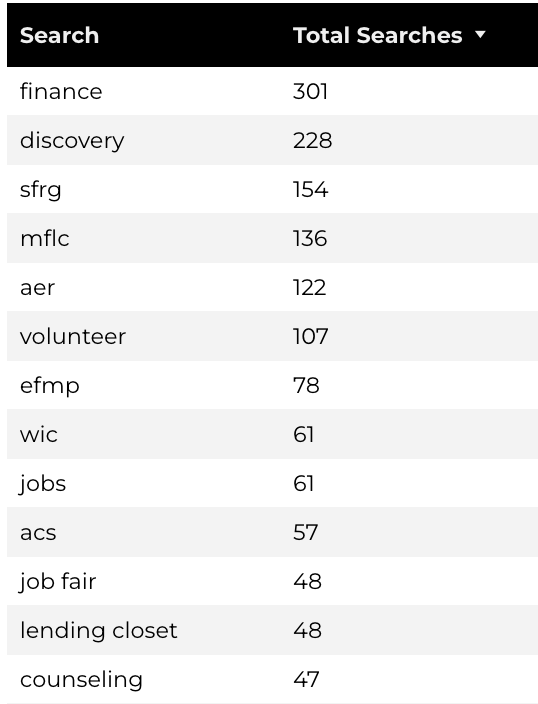 Search Total Searches ▼
finance 301
discovery 228
sfrg 154
mflc 136
aer 122
volunteer 107
efmp 78
wic 61
jobs 61
acs 57
job fair 48
lending closet 48
counseling 47